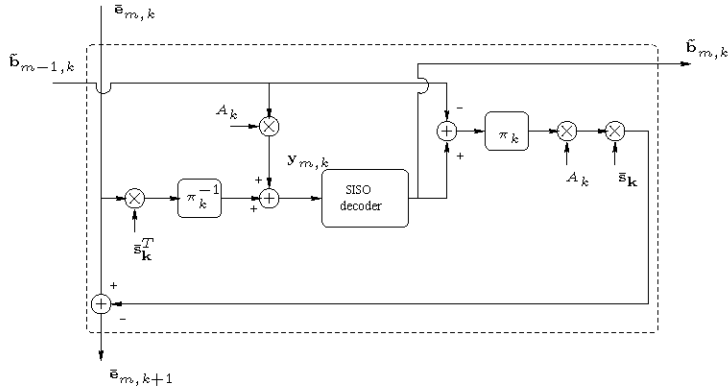 ē_{m,k}
b̃_{m−1,k}
b̃_{m,k}
A_k
×
−
+
π_k
×
×
+
y_{m,k}
A_k
s̄_k
+
+
×
π_k^{−1}
+
SISO
decoder
s̄_k^T
+
+
−
ē_{m,k+1}